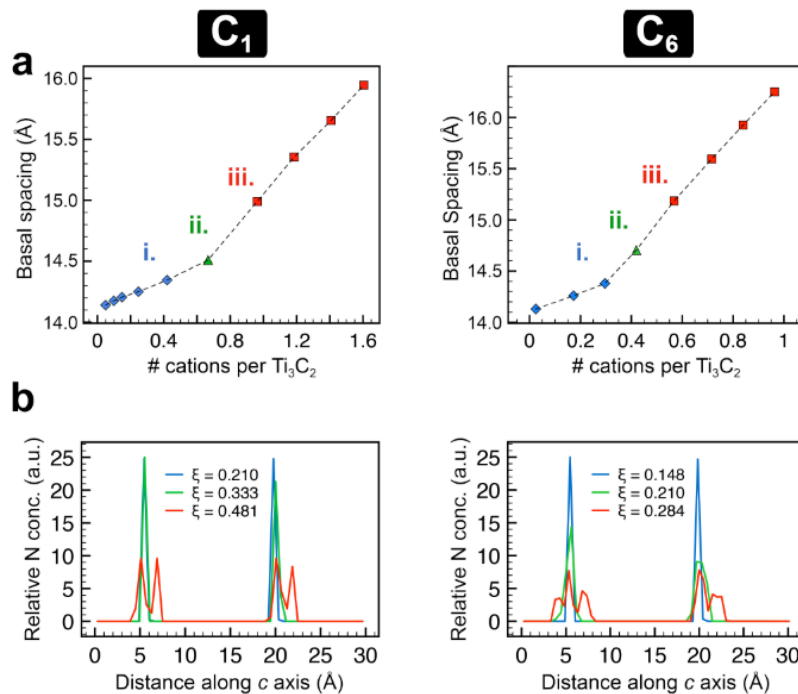 C₁
C₆
a
Basal spacing (Å)
16.0
15.5
15.0
14.5
14.0
i.
ii.
iii.
0 0.4 0.8 1.2 1.6
# cations per Ti₃C₂
Basal Spacing (Å)
16.0
15.5
15.0
14.5
14.0
i.
ii.
iii.
0 0.2 0.4 0.6 0.8 1
# cations per Ti₃C₂
b
Relative N conc. (a.u.)
25
20
15
10
5
0
ξ = 0.210
ξ = 0.333
ξ = 0.481
0 5 10 15 20 25 30
Distance along c axis (Å)
Relative N conc. (a.u.)
25
20
15
10
5
0
ξ = 0.148
ξ = 0.210
ξ = 0.284
0 5 10 15 20 25 30
Distance along c axis (Å)